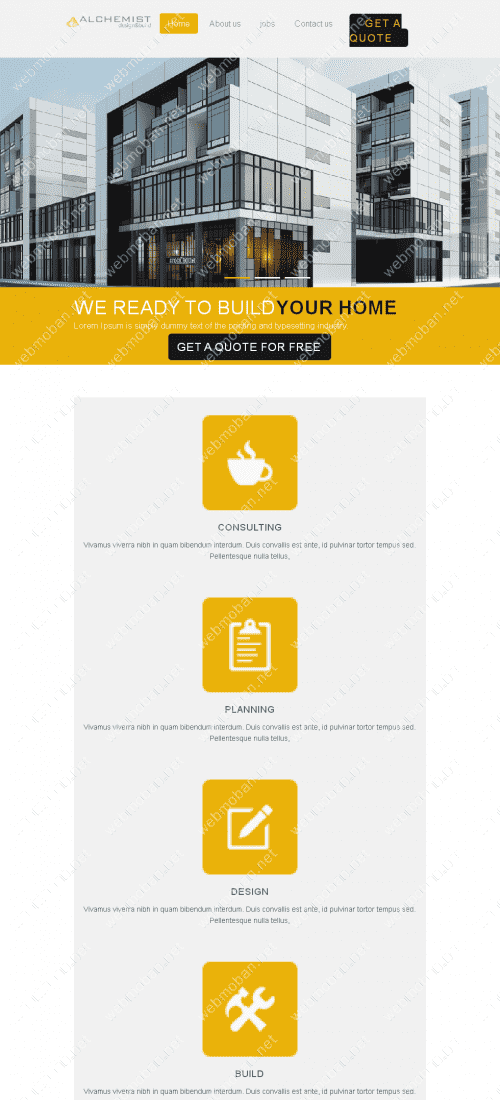 ALCHEMIST
Home About us jobs Contact us GET A
QUOTE
WE READY TO BUILD YOUR HOME
Lorem Ipsum is simply dummy text of the printing and typesetting industry
GET A QUOTE FOR FREE
CONSULTING
Vivamus viverra nibh in quam bibendum interdum. Duis convallis est ante, id pulvinar tortor tempus sed.
Pellentesque nulla tellus,
PLANNING
Vivamus viverra nibh in quam bibendum interdum. Duis convallis est ante, id pulvinar tortor tempus sed.
Pellentesque nulla tellus,
DESIGN
Vivamus viverra nibh in quam bibendum interdum. Duis convallis est ante, id pulvinar tortor tempus sed.
Pellentesque nulla tellus,
BUILD
Vivamus viverra nibh in quam bibendum interdum. Duis convallis est ante, id pulvinar tortor tempus sed.
webmoban.net